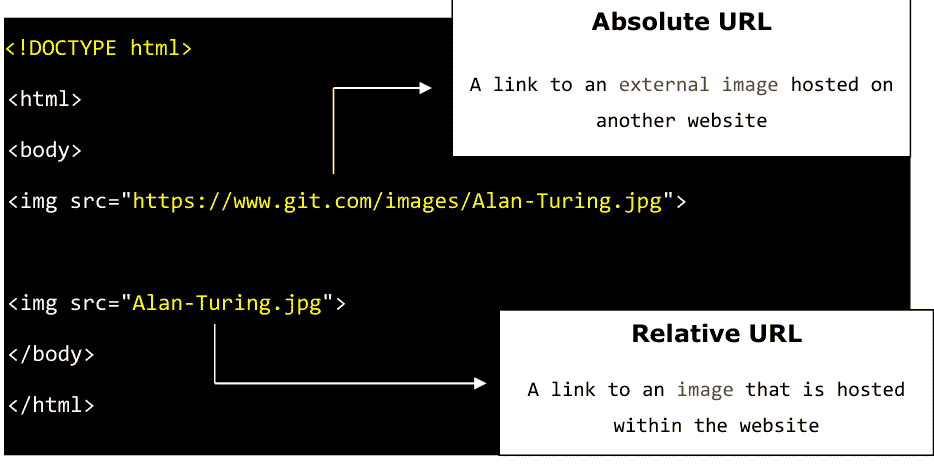 Absolute URL
A link to an external image hosted on
another website
<!DOCTYPE html>
<html>
<body>
<img src="https://www.git.com/images/Alan-Turing.jpg">
<img src="Alan-Turing.jpg">
</body>
</html>
Relative URL
A link to an image that is hosted
within the website